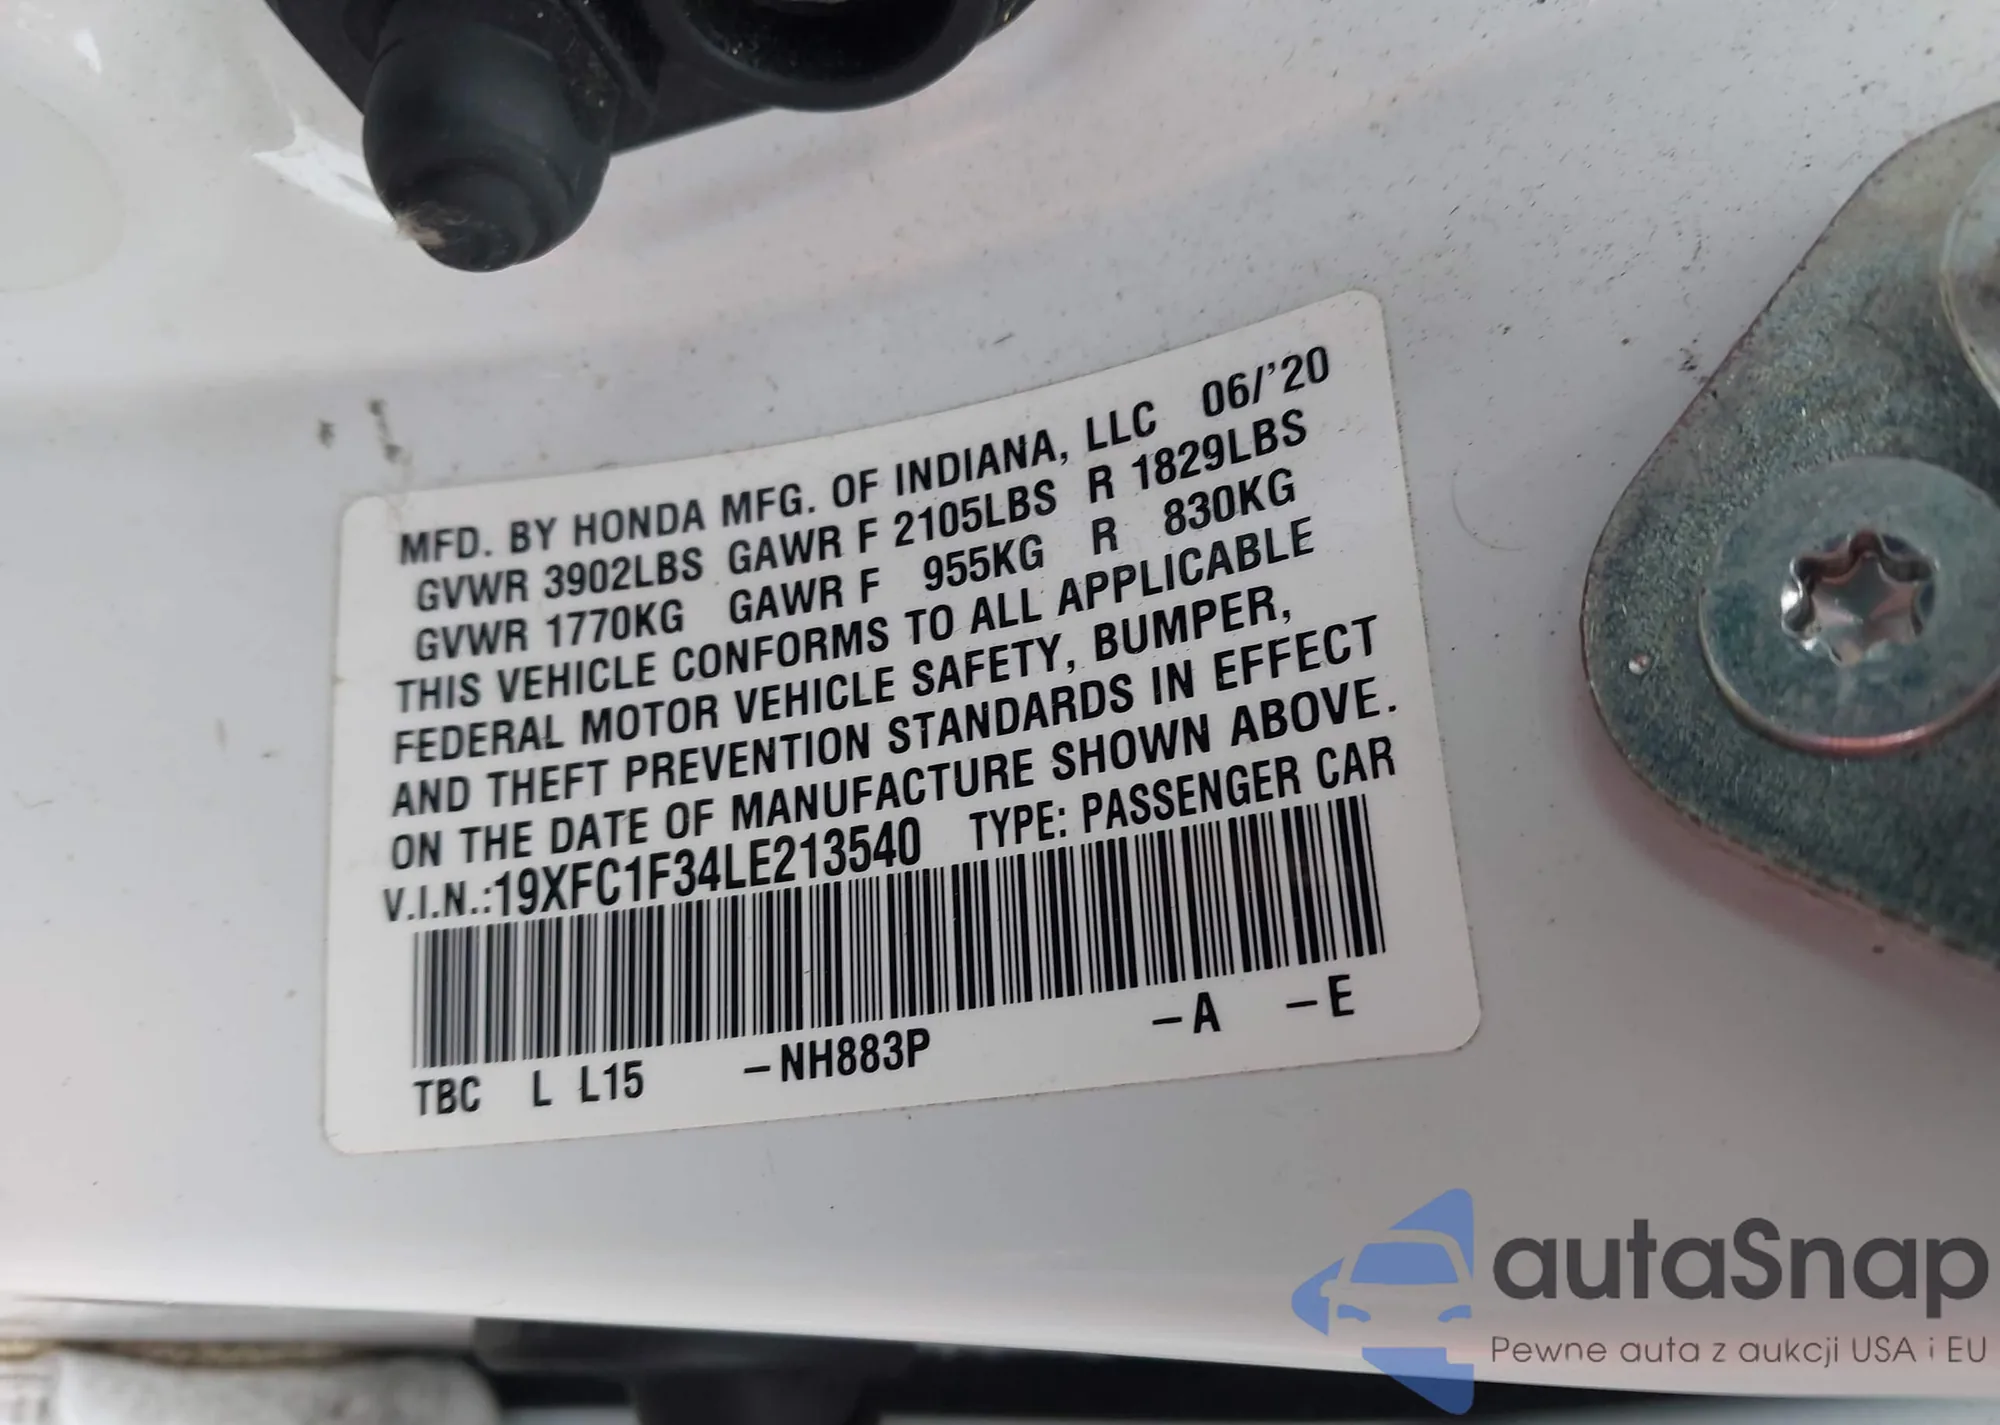 MFD. BY HONDA MFG. OF INDIANA, LLC 06/'20
GVWR 3902LBS GAWR F 2105LBS R 1829LBS
GVWR 1770KG GAWR F 955KG R 830KG
THIS VEHICLE CONFORMS TO ALL APPLICABLE
FEDERAL MOTOR VEHICLE SAFETY, BUMPER,
AND THEFT PREVENTION STANDARDS IN EFFECT
ON THE DATE OF MANUFACTURE SHOWN ABOVE.
V.I.N.:19XFC1F34LE213540 TYPE: PASSENGER CAR
TBC L L15 –NH883P –A –E
autaSnap
Pewne auta z aukcji USA i EU